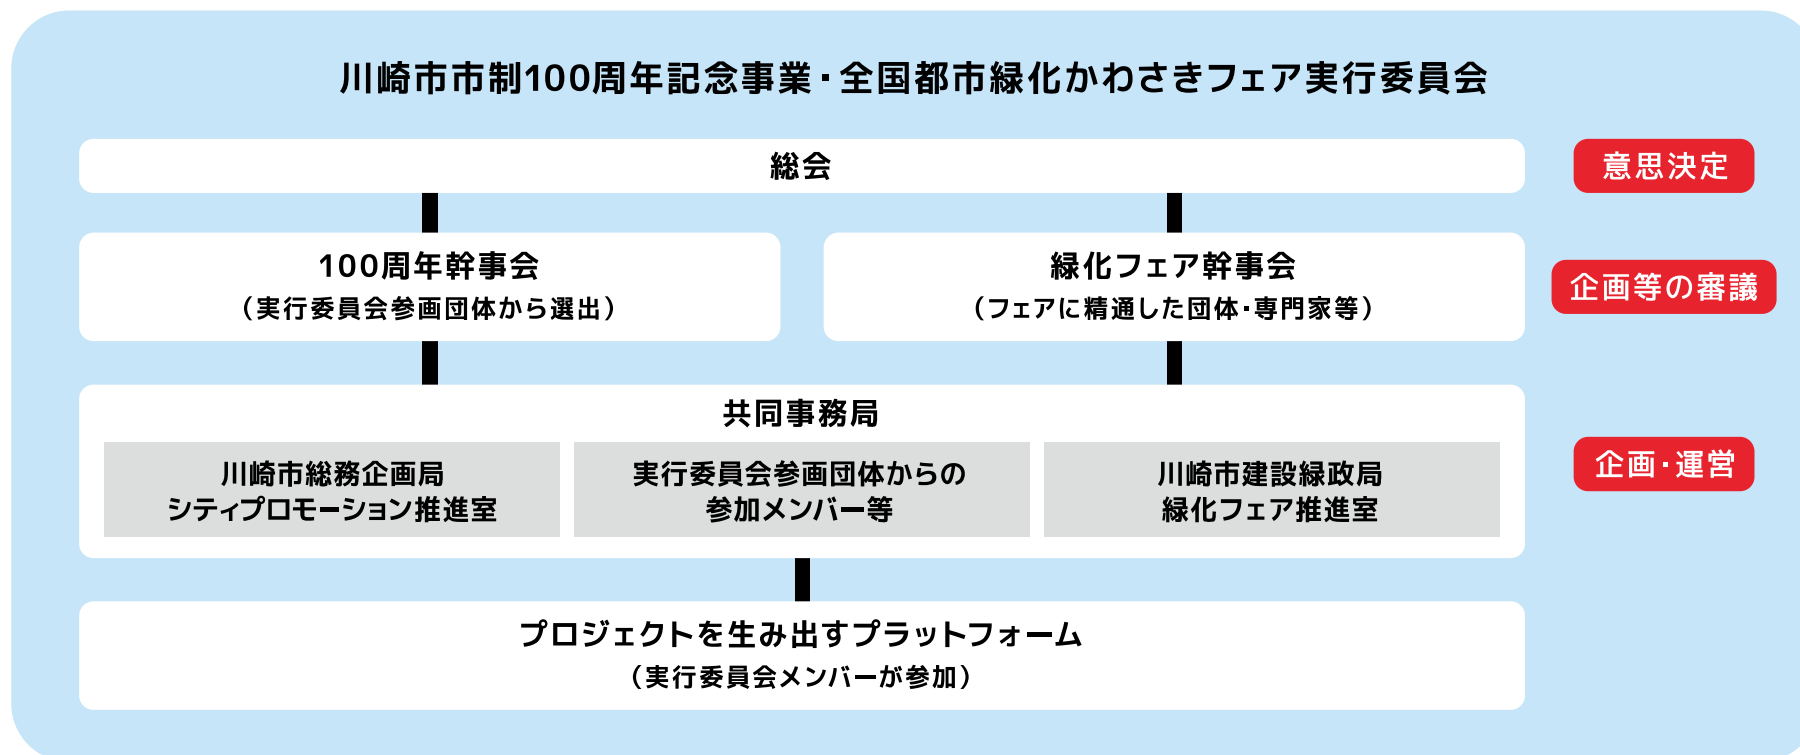 川崎市市制100周年記念事業・全国都市緑化かわさきフェア実行委員会
総会
意思決定
100周年幹事会
（実行委員会参画団体から選出）
緑化フェア幹事会
（フェアに精通した団体・専門家等）
企画等の審議
共同事務局
川崎市総務企画局
シティプロモーション推進室
実行委員会参画団体からの
参加メンバー等
川崎市建設緑政局
緑化フェア推進室
企画・運営
プロジェクトを生み出すプラットフォーム
（実行委員会メンバーが参加）